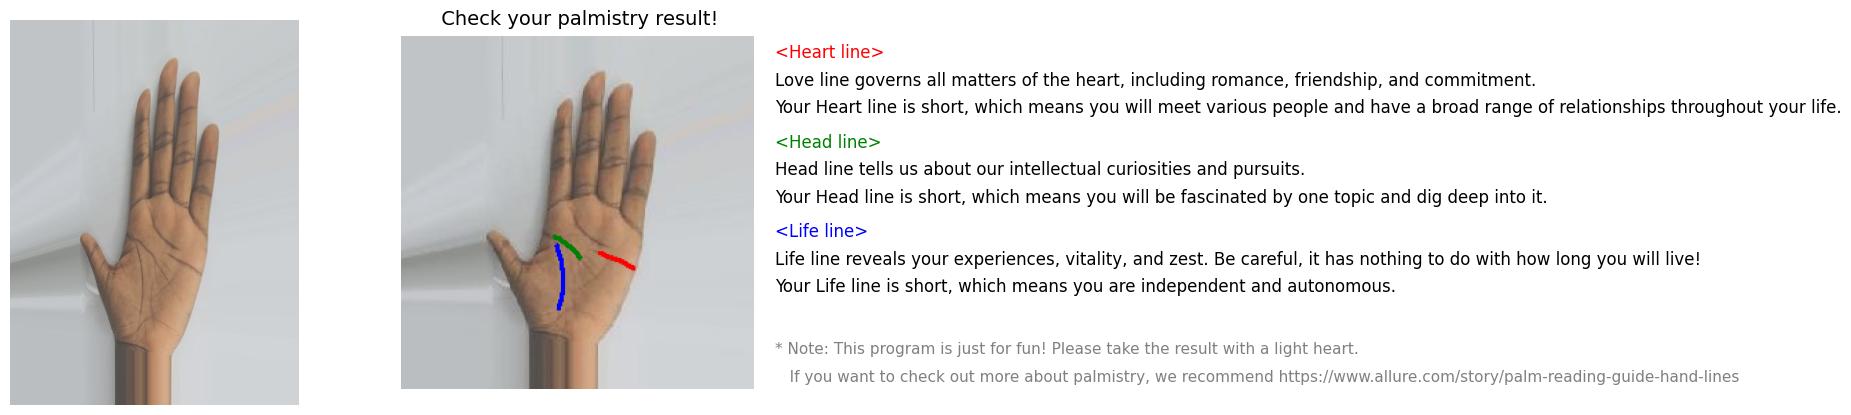 Check your palmistry result!
<Heart line>
Love line governs all matters of the heart, including romance, friendship, and commitment.
Your Heart line is short, which means you will meet various people and have a broad range of relationships throughout your life.
<Head line>
Head line tells us about our intellectual curiosities and pursuits.
Your Head line is short, which means you will be fascinated by one topic and dig deep into it.
<Life line>
Life line reveals your experiences, vitality, and zest. Be careful, it has nothing to do with how long you will live!
Your Life line is short, which means you are independent and autonomous.
* Note: This program is just for fun! Please take the result with a light heart.
If you want to check out more about palmistry, we recommend https://www.allure.com/story/palm-reading-guide-hand-lines